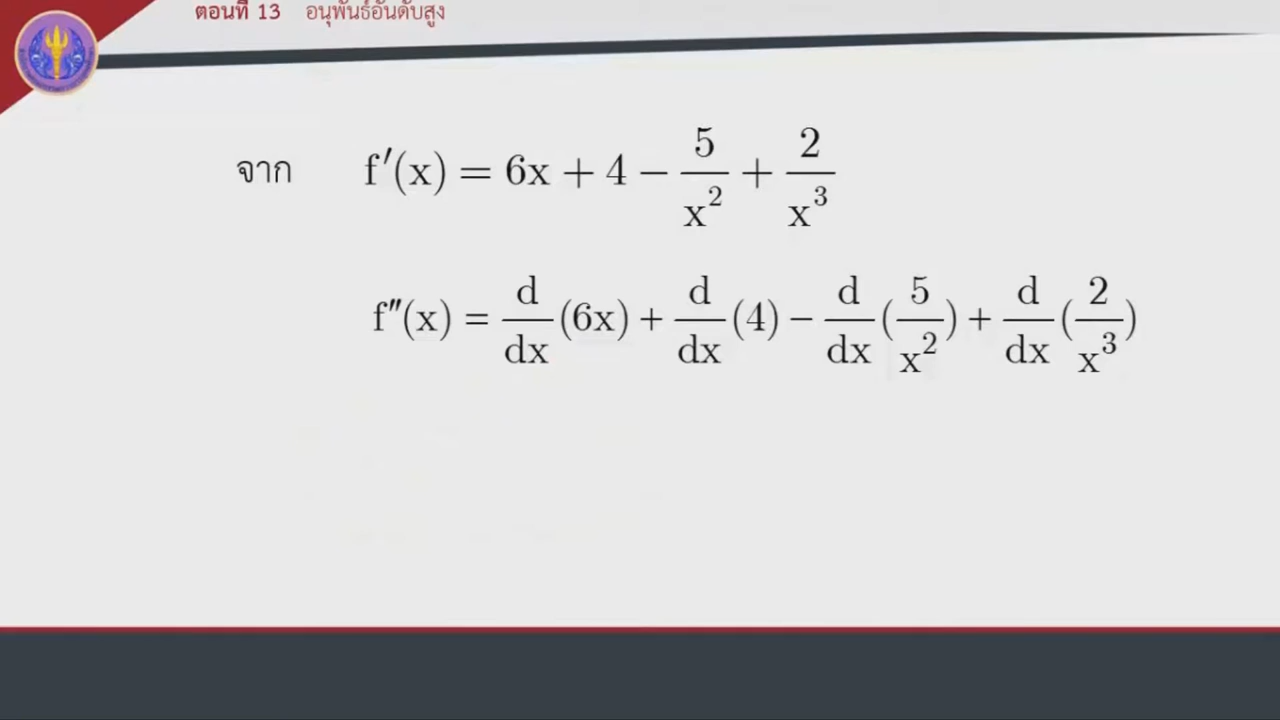 ตอนที่ 13 อนุพันธ์อันดับสูง
จาก f′(x) = 6x + 4 − 5/x² + 2/x³
f″(x) = d/dx (6x) + d/dx (4) − d/dx (5/x²) + d/dx (2/x³)